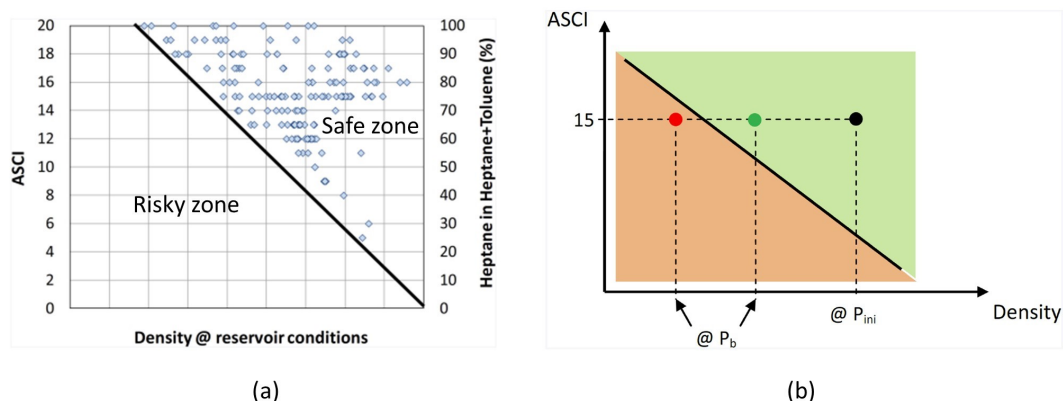 20
18
16
14
12
10
8
6
4
2
0
ASCI
100
90
80
70
60
50
40
30
20
10
0
Heptane in Heptane+Toluene (%)
Safe zone
Risky zone
Density @ reservoir conditions
(a)
ASCI
15
Density
@ P_ini
@ P_b
(b)